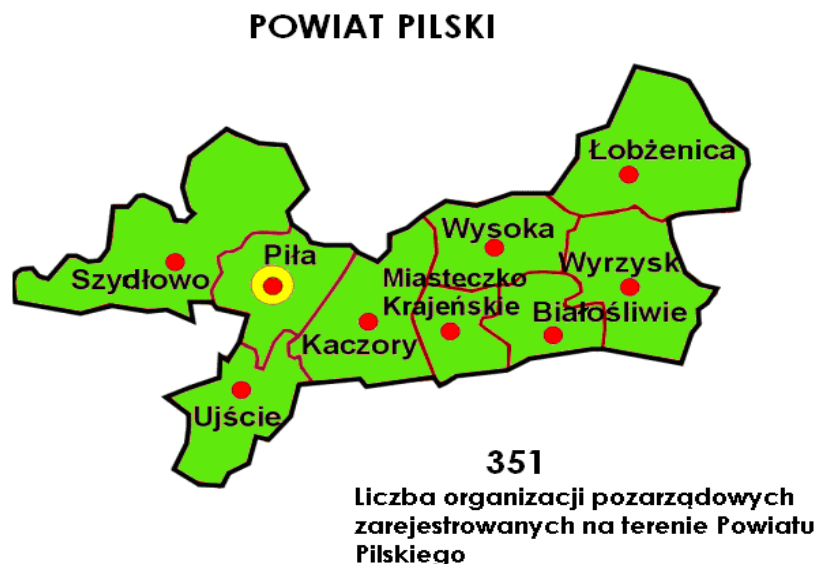 POWIAT PILSKI
Łobżenica
Wysoka
Piła
Wyrzysk
Szydłowo
Miasteczko
Krajeńskie
Białośliwie
Kaczory
Ujście
351
Liczba organizacji pozarządowych
zarejestrowanych na terenie Powiatu
Pilskiego